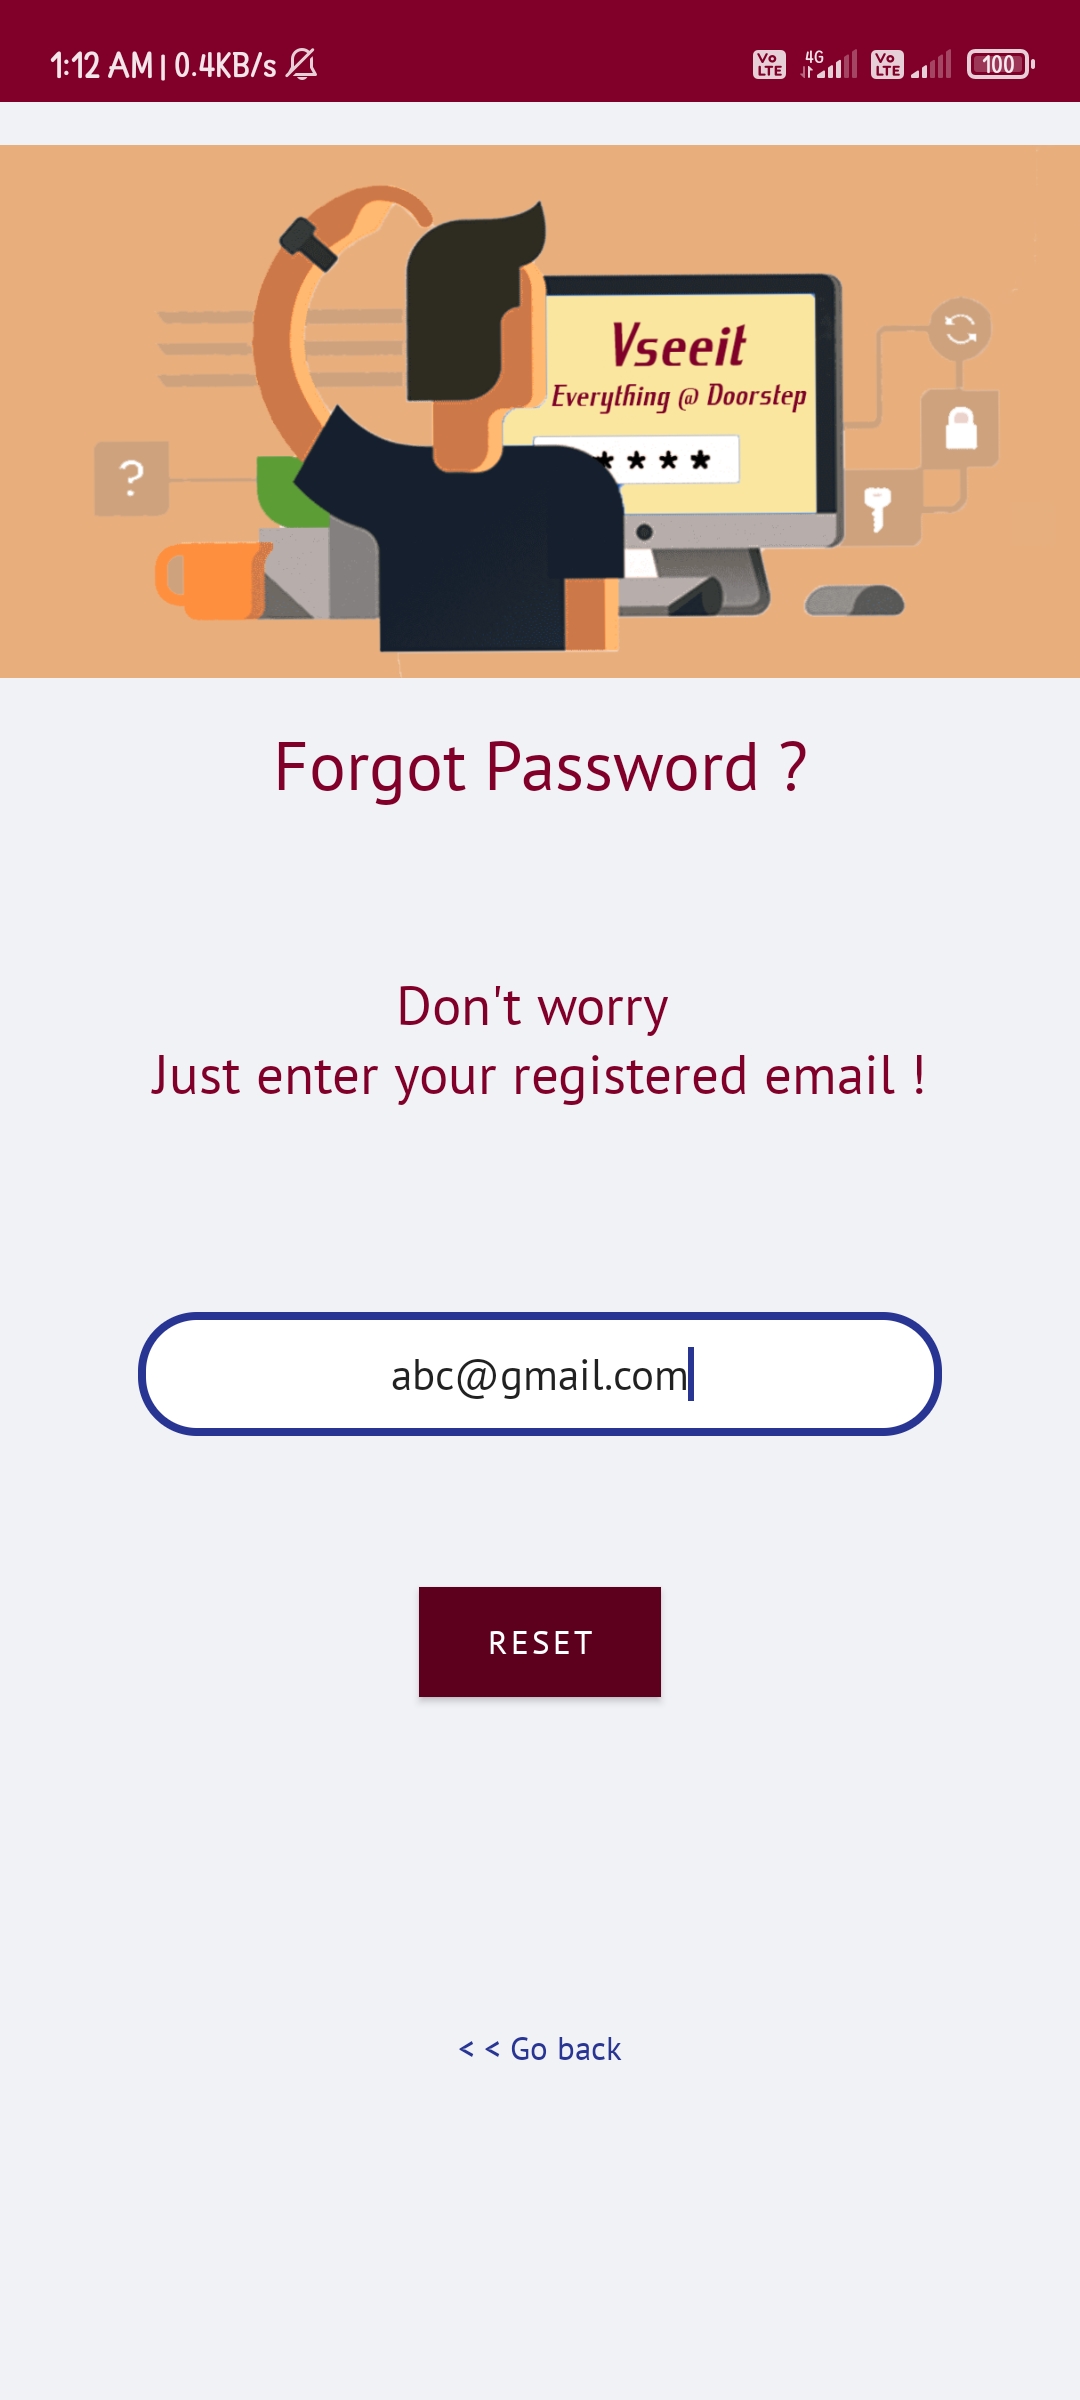 1:12 AM | 0.4KB/s
Vo LTE 4G Vo LTE 100
Vseeit
Everything @ Doorstep
****
?
Forgot Password ?
Don't worry
Just enter your registered email !
abc@gmail.com
RESET
< < Go back